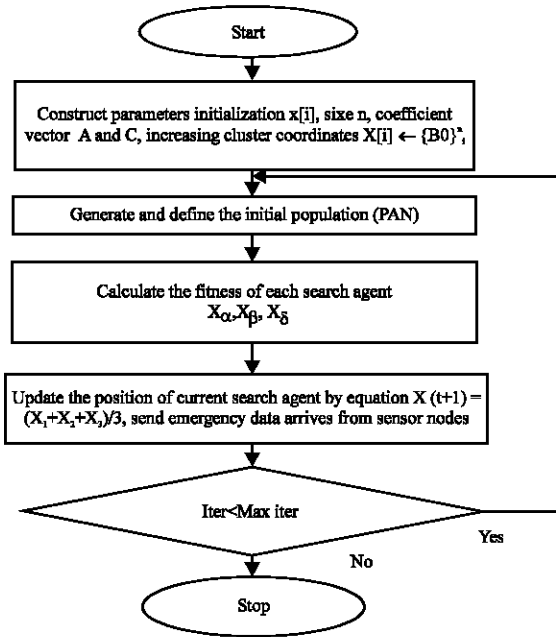 Start
Construct parameters initialization x[i], sixe n, coefficient
vector A and C, increasing cluster coordinates X[i] ← {B0}ⁿ₁
Generate and define the initial population (PAN)
Calculate the fitness of each search agent
Xα,Xβ, Xδ
Update the position of current search agent by equation X (t+1) =
(X₁+X₂+X₃)/3, send emergency data arrives from sensor nodes
Iter<Max iter
Yes
No
Stop